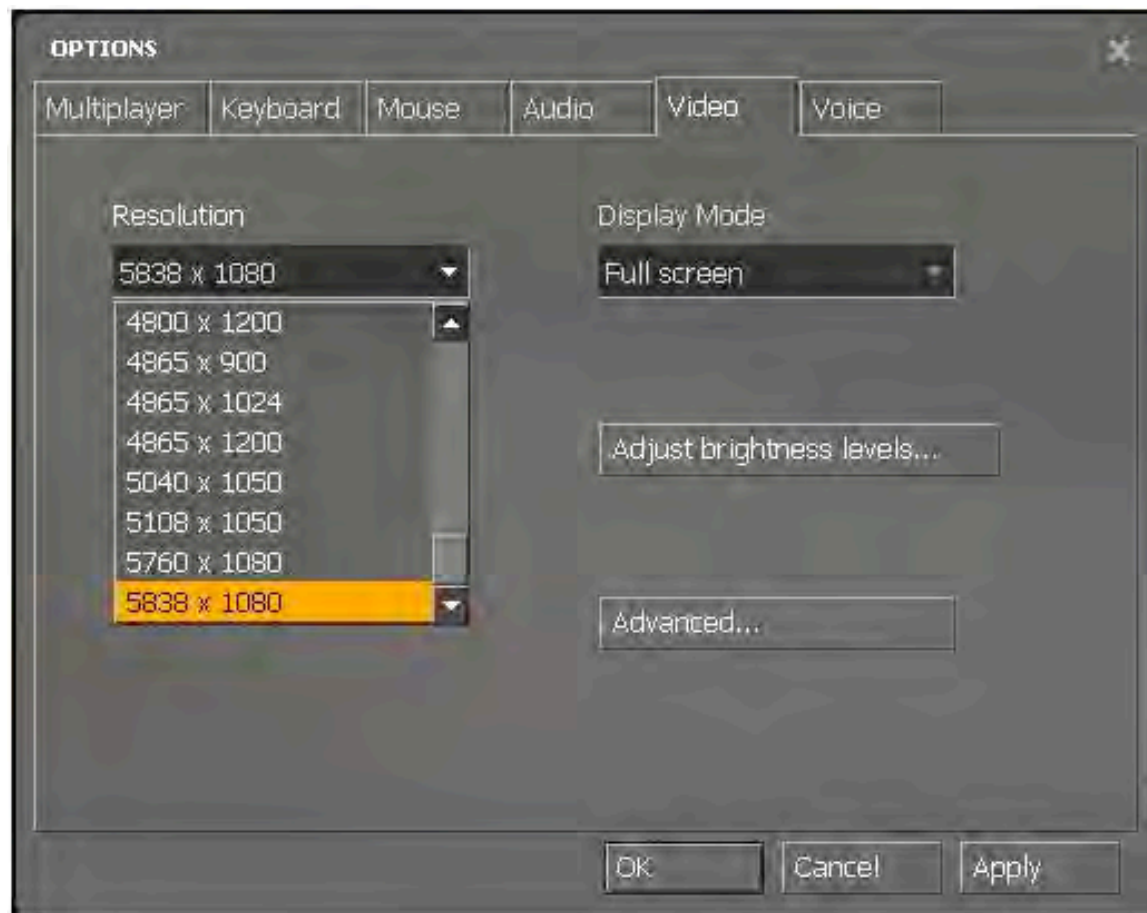 OPTIONS
Multiplayer Keyboard Mouse Audio Video Voice
Resolution
5838 x 1080
4800 x 1200
4865 x 900
4865 x 1024
4865 x 1200
5040 x 1050
5108 x 1050
5760 x 1080
5838 x 1080
Display Mode
Full screen
Adjust brightness levels...
Advanced...
OK Cancel Apply